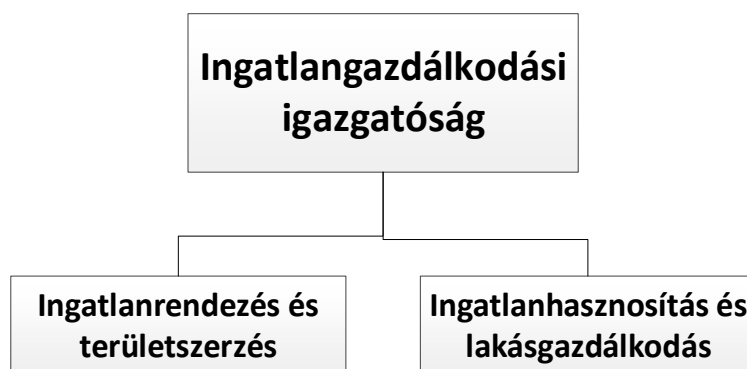 Ingatlangazdálkodási
igazgatóság
Ingatlanrendezés és
területszerzés
Ingatlanhasznosítás és
lakásgazdálkodás